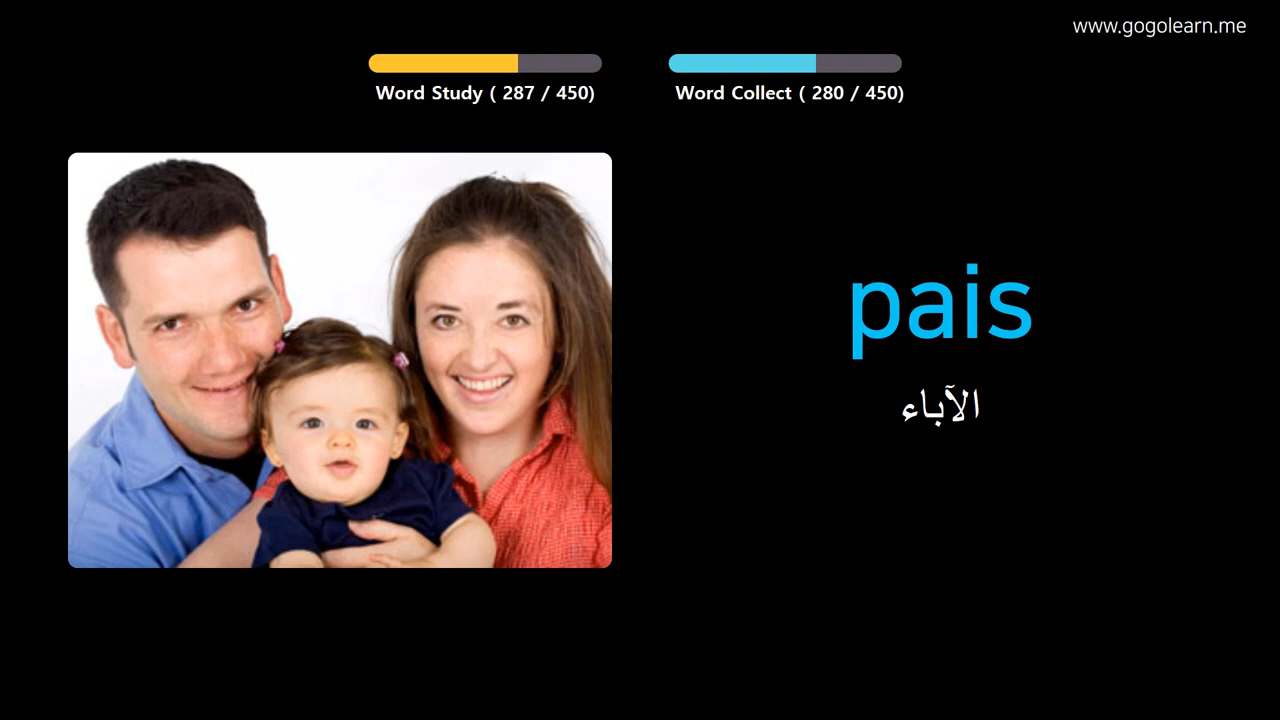 www.gogolearn.me
Word Study ( 287 / 450)
Word Collect ( 280 / 450)
pais
الآباء